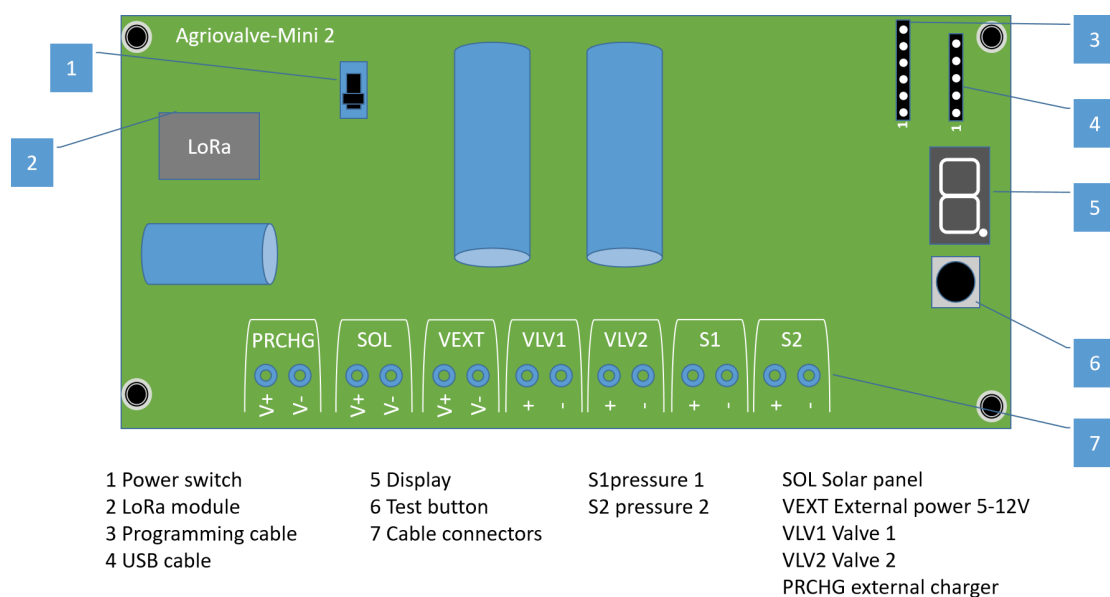 Agriovalve-Mini 2
1
2
3
4
5
6
7
LoRa
1
1
PRCHG
SOL
VEXT
VLV1
VLV2
S1
S2
V+ V-
V+ V-
V+ V-
+ -
+ -
+ -
+ -
1 Power switch
2 LoRa module
3 Programming cable
4 USB cable
5 Display
6 Test button
7 Cable connectors
S1pressure 1
S2 pressure 2
SOL Solar panel
VEXT External power 5-12V
VLV1 Valve 1
VLV2 Valve 2
PRCHG external charger